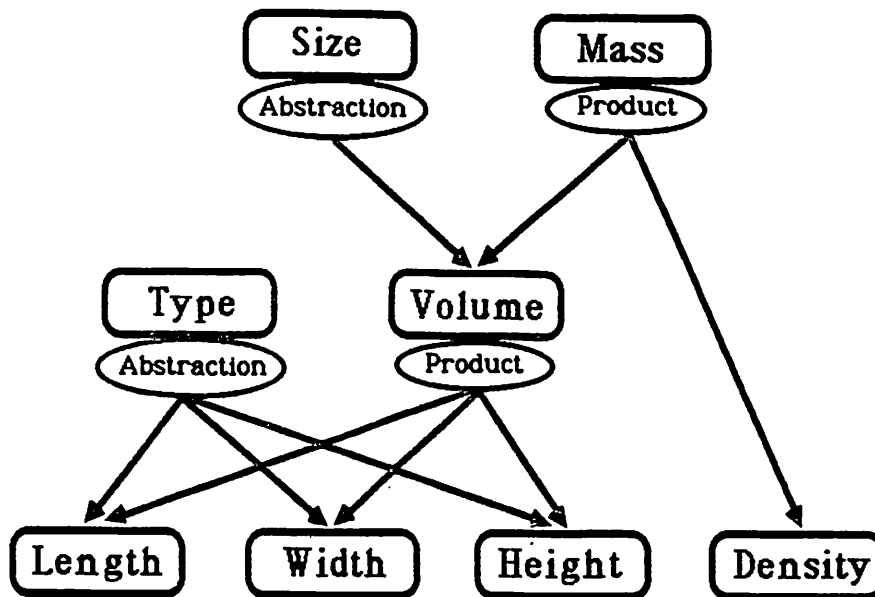 Size
Mass
Abstraction
Product
Type
Volume
Abstraction
Product
Length
Width
Height
Density